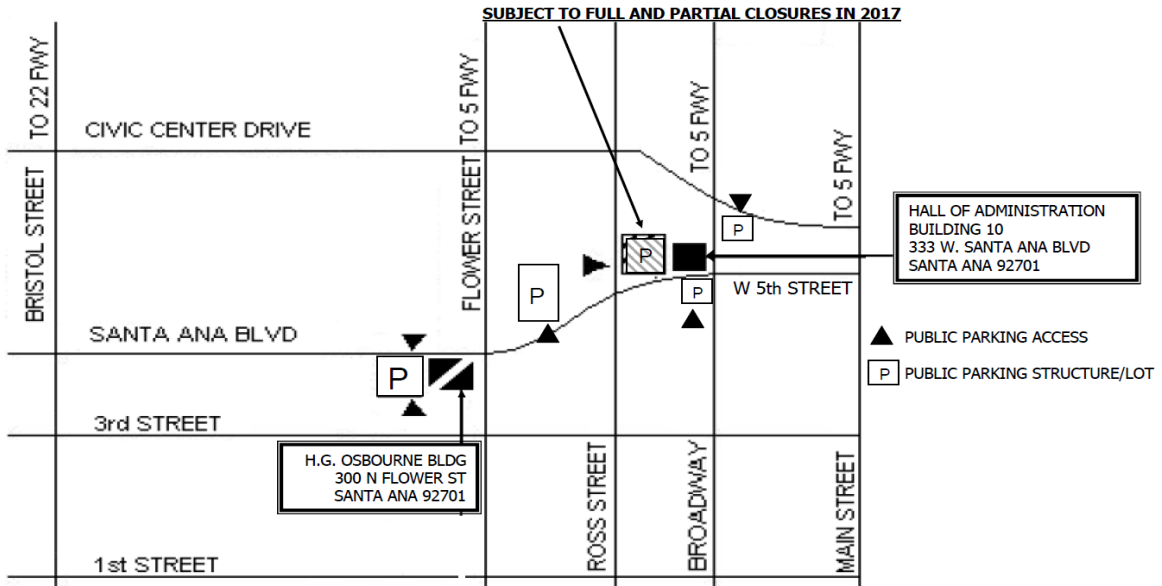 SUBJECT TO FULL AND PARTIAL CLOSURES IN 2017
TO 22 FWY
TO 5 FWY
TO 5 FWY
TO 5 FWY
CIVIC CENTER DRIVE
BRISTOL STREET
FLOWER STREET
P
P
HALL OF ADMINISTRATION
BUILDING 10
333 W. SANTA ANA BLVD
SANTA ANA 92701
P
P
W 5th STREET
SANTA ANA BLVD
PUBLIC PARKING ACCESS
P
P PUBLIC PARKING STRUCTURE/LOT
3rd STREET
H.G. OSBOURNE BLDG
300 N FLOWER ST
SANTA ANA 92701
ROSS STREET
BROADWAY
MAIN STREET
1st STREET